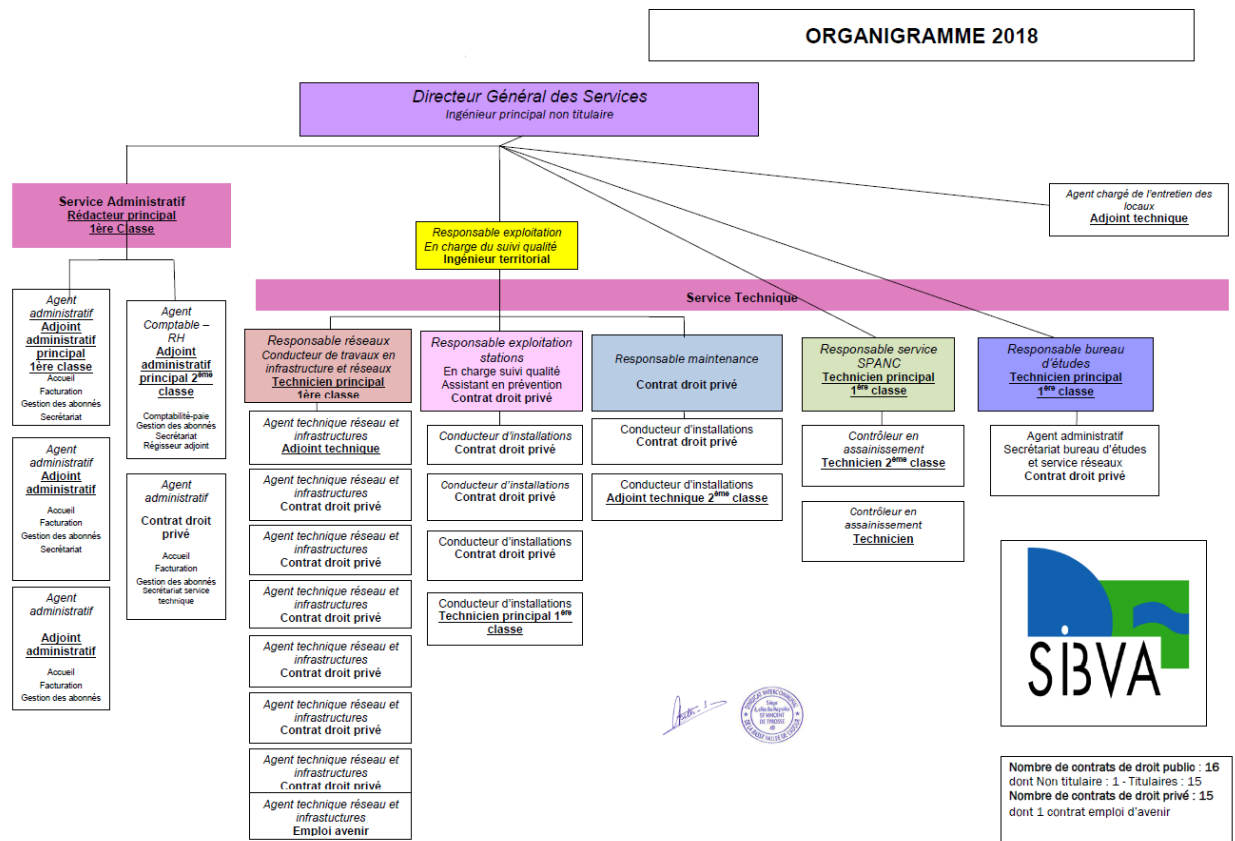 ORGANIGRAMME 2018
Directeur Général des Services
Ingénieur principal non titulaire
Service Administratif
Rédacteur principal
1ère Classe
Agent chargé de l'entretien des
locaux
Adjoint technique
Responsable exploitation
En charge du suivi qualité
Ingénieur territorial
Service Technique
Agent
administratif
Adjoint
administratif
principal
1ère classe
Accueil
Facturation
Gestion des abonnés
Secrétariat
Agent
administratif
Adjoint
administratif
Accueil
Facturation
Gestion des abonnés
Secrétariat
Agent
administratif
Adjoint
administratif
Accueil
Facturation
Gestion des abonnés
Agent
Comptable –
RH
Adjoint
administratif
principal 2ème
classe
Comptabilité-paie
Gestion des abonnés
Secrétariat
Régisseur adjoint
Agent
administratif
Contrat droit
privé
Accueil
Facturation
Gestion des abonnés
Secrétariat service
technique
Responsable réseaux
Conducteur de travaux en
infrastructure et réseaux
Technicien principal
1ère classe
Agent technique réseau et
infrastructures
Adjoint technique
Agent technique réseau et
infrastructures
Contrat droit privé
Agent technique réseau et
infrastructures
Contrat droit privé
Agent technique réseau et
infrastructures
Contrat droit privé
Agent technique réseau et
infrastructures
Contrat droit privé
Agent technique réseau et
infrastructures
Contrat droit privé
Agent technique réseau et
infrastructures
Contrat droit privé
Agent technique réseau et
infastuctures
Emploi avenir
Responsable exploitation
stations
En charge suivi qualité
Assistant en prévention
Contrat droit privé
Conducteur d'installations
Contrat droit privé
Conducteur d'installations
Contrat droit privé
Conducteur d'installations
Contrat droit privé
Conducteur d'installations
Technicien principal 1ère
classe
Responsable maintenance
Contrat droit privé
Conducteur d'installations
Contrat droit privé
Conducteur d'installations
Adjoint technique 2ème classe
Responsable service
SPANC
Technicien principal
1ère classe
Contrôleur en
assainissement
Technicien 2ème classe
Contrôleur en
assainissement
Technicien
Responsable bureau
d'études
Technicien principal
1ère classe
Agent administratif
Secrétariat bureau d'études
et service réseaux
Contrat droit privé
SIBVA
SYNDICAT INTERCOMMUNAL
Siège
ST VINCENT
DE TYROSSE
40
Nombre de contrats de droit public : 16
dont Non titulaire : 1 - Titulaires : 15
Nombre de contrats de droit privé : 15
dont 1 contrat emploi d'avenir